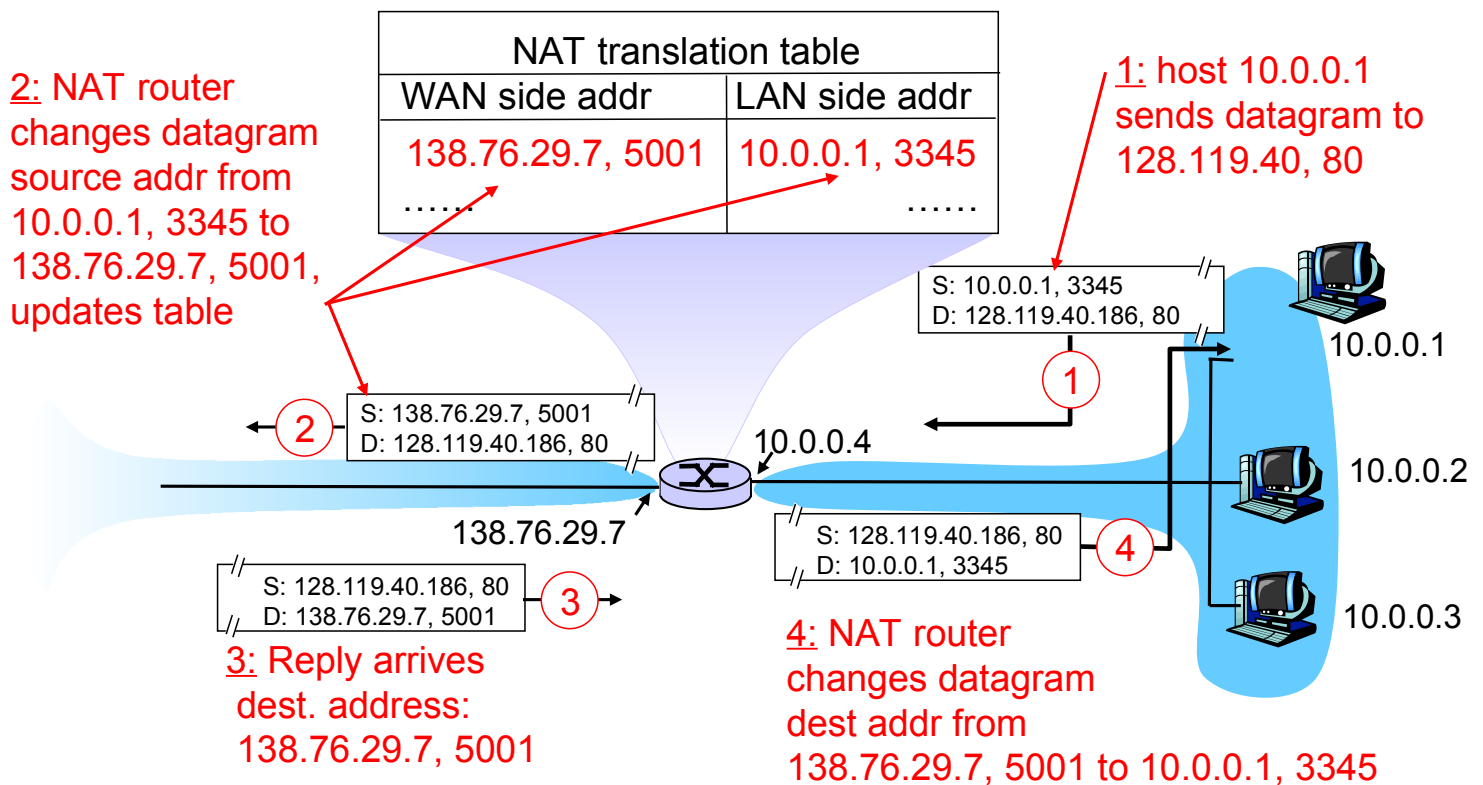 NAT translation table
WAN side addr
LAN side addr
138.76.29.7, 5001
10.0.0.1, 3345
......
......
2: NAT router
changes datagram
source addr from
10.0.0.1, 3345 to
138.76.29.7, 5001,
updates table
1: host 10.0.0.1
sends datagram to
128.119.40, 80
S: 10.0.0.1, 3345
D: 128.119.40.186, 80
1
10.0.0.1
S: 138.76.29.7, 5001
D: 128.119.40.186, 80
2
10.0.0.4
10.0.0.2
138.76.29.7
S: 128.119.40.186, 80
D: 10.0.0.1, 3345
4
S: 128.119.40.186, 80
D: 138.76.29.7, 5001
3
10.0.0.3
3: Reply arrives
dest. address:
138.76.29.7, 5001
4: NAT router
changes datagram
dest addr from
138.76.29.7, 5001 to 10.0.0.1, 3345